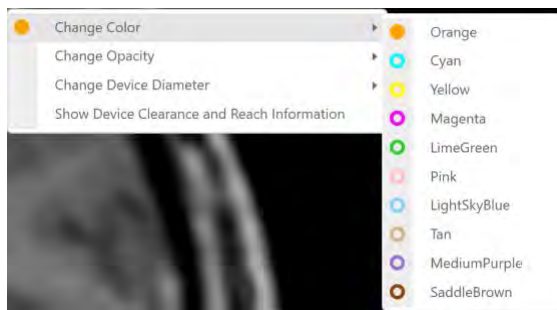 Change Color
Change Opacity
Change Device Diameter
Show Device Clearance and Reach Information
Orange
Cyan
Yellow
Magenta
LimeGreen
Pink
LightSkyBlue
Tan
MediumPurple
SaddleBrown